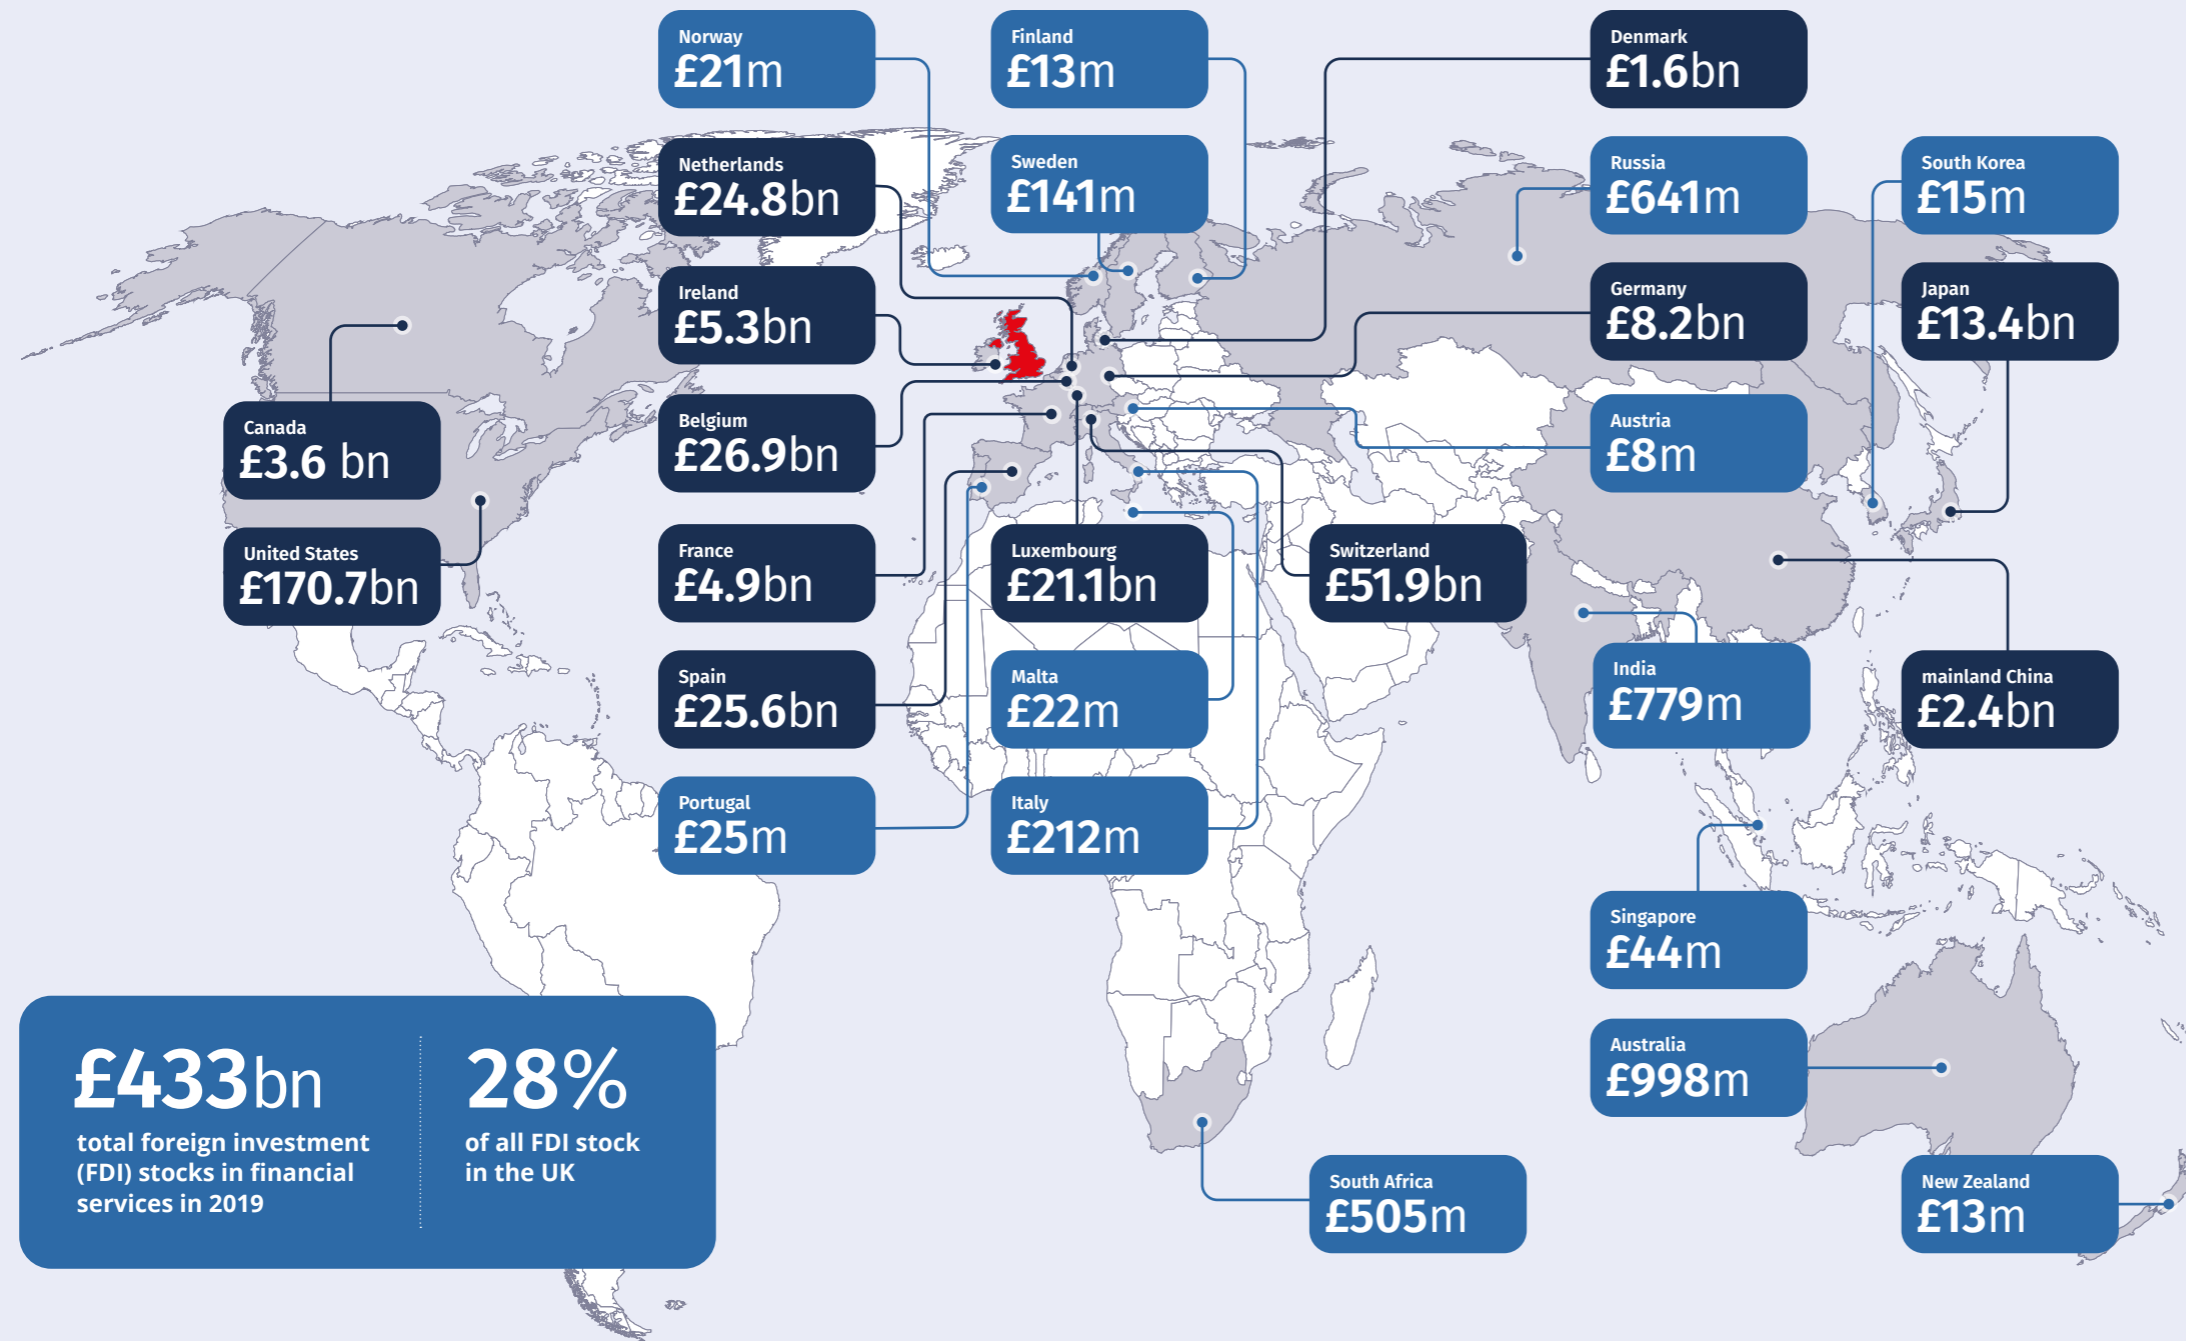 Norway
£21m
Finland
£13m
Denmark
£1.6bn
Netherlands
£24.8bn
Sweden
£141m
Russia
£641m
South Korea
£15m
Ireland
£5.3bn
Germany
£8.2bn
Japan
£13.4bn
Canada
£3.6 bn
Belgium
£26.9bn
Austria
£8m
United States
£170.7bn
France
£4.9bn
Luxembourg
£21.1bn
Switzerland
£51.9bn
Spain
£25.6bn
Malta
£22m
India
£779m
mainland China
£2.4bn
Portugal
£25m
Italy
£212m
Singapore
£44m
Australia
£998m
South Africa
£505m
New Zealand
£13m
£433bn
total foreign investment
(FDI) stocks in financial
services in 2019
28%
of all FDI stock
in the UK